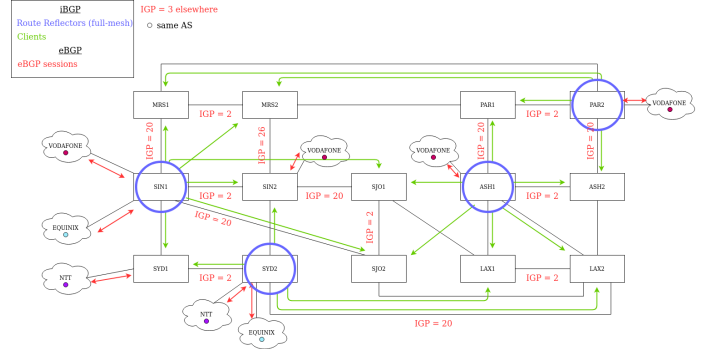 iBGP
Route Reflectors (full-mesh)
Clients
eBGP
eBGP sessions
IGP = 3 elsewhere
same AS
MRS1
MRS2
PAR1
PAR2
VODAFONE
IGP = 2
IGP = 2
IGP = 20
IGP = 26
IGP = 20
IGP = 20
VODAFONE
VODAFONE
VODAFONE
SIN1
SIN2
SJO1
ASH1
ASH2
IGP = 2
IGP = 20
IGP = 2
IGP = 20
IGP = 2
EQUINIX
NTT
SYD1
SYD2
SJO2
LAX1
LAX2
IGP = 2
IGP = 2
NTT
EQUINIX
IGP = 20